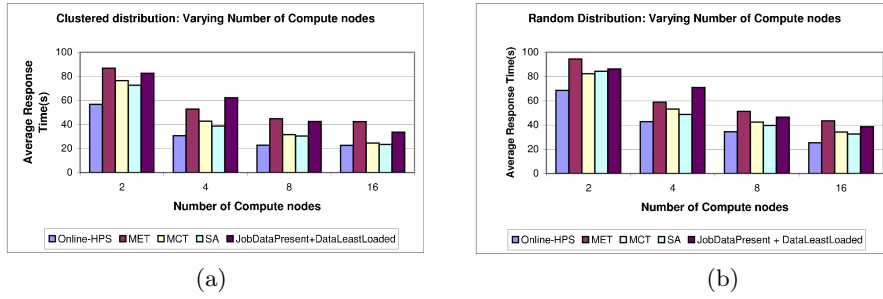 Clustered distribution: Varying Number of Compute nodes
Average Response Time(s)
100
80
60
40
20
0
2 4 8 16
Number of Compute nodes
Online-HPS MET MCT SA JobDataPresent+DataLeastLoaded
(a)
Random Distribution: Varying Number of Compute nodes
Average Response Time(s)
100
80
60
40
20
0
2 4 8 16
Number of Compute nodes
Online-HPS MET MCT SA JobDataPresent + DataLeastLoaded
(b)